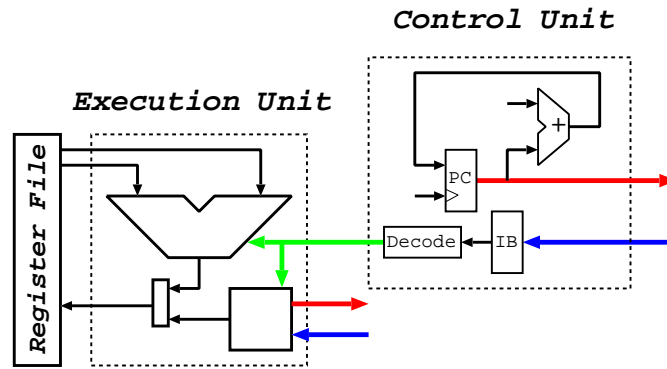 Control Unit
Execution Unit
+
PC
Register File
Decode
IB